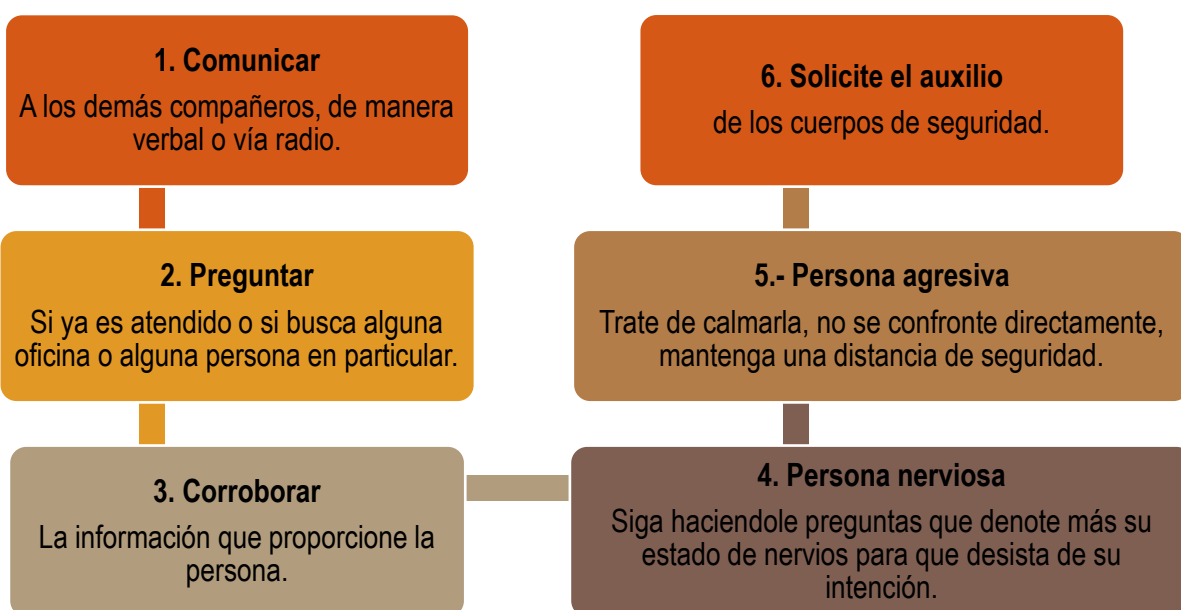 1. Comunicar
A los demás compañeros, de manera
verbal o vía radio.
2. Preguntar
Si ya es atendido o si busca alguna
oficina o alguna persona en particular.
3. Corroborar
La información que proporcione la
persona.
4. Persona nerviosa
Siga haciendole preguntas que denote más su
estado de nervios para que desista de su
intención.
5.- Persona agresiva
Trate de calmarla, no se confronte directamente,
mantenga una distancia de seguridad.
6. Solicite el auxilio
de los cuerpos de seguridad.